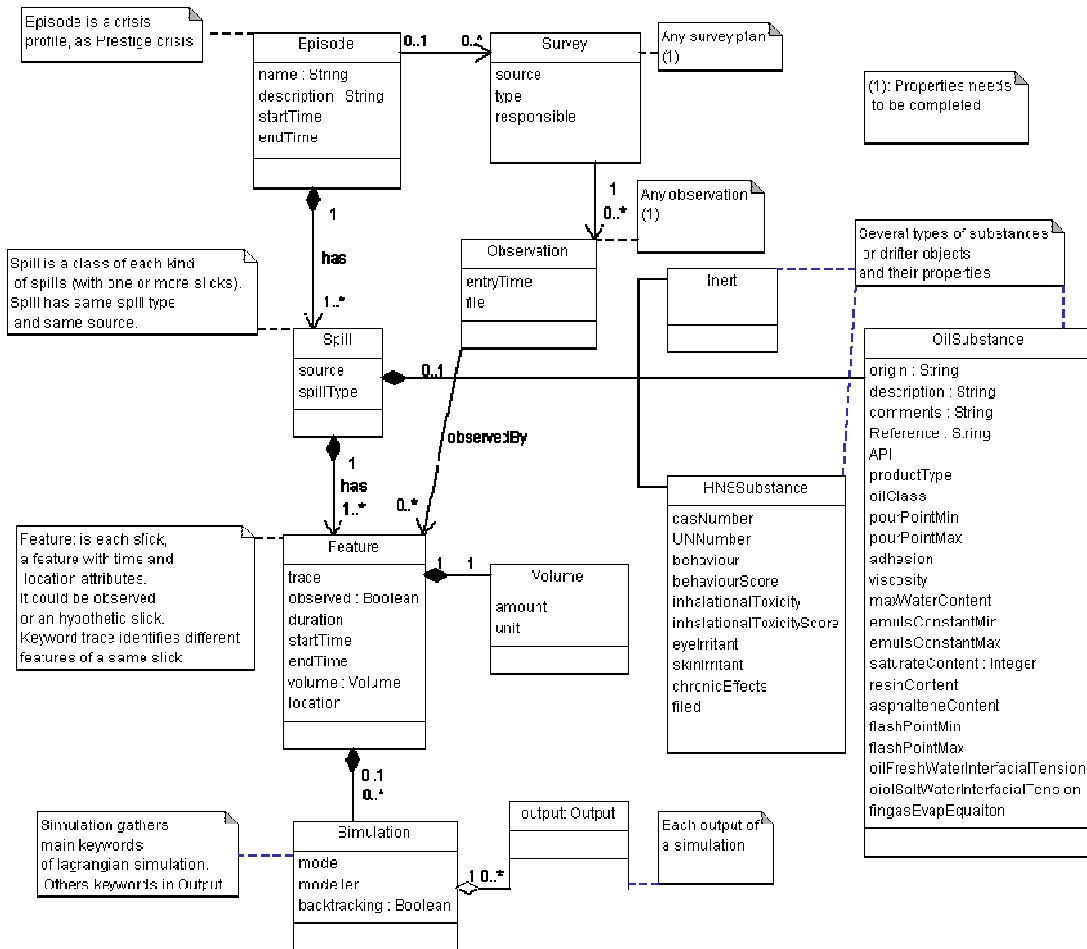 Episode is a crisis
profile, as Prestige crisis
Episode
name : String
description : String
startTime
endTime
0..1
0..*
Survey
source
type
responsible
Any survey plan
(1)
(1): Properties needs
to be completed
1
has
1..*
1
0..*
Any observation
(1)
Observation
entryTime
file
Several types of substances
or drifter objects
and their properties
Spill is a class of each kind
of spills (with one or more slicks).
Spill has same spill type
and same source.
Spill
source
spillType
0..1
Inert
OilSubstance
origin : String
description : String
comments : String
Reference : String
API
productType
oilClass
pourPointMin
pourPointMax
adhesion
viscosity
maxWaterContent
emulsConstantMin
emulsConstantMax
saturateContent : Integer
resinContent
asphalteneContent
flashPointMin
flashPointMax
oilFreshWaterInterfacialTension
oiolSaltWaterInterfacialTension
fingasEvapEquaiton
observedBy
1
has
1..*
0..*
HNSSubstance
casNumber
UNNumber
behaviour
behaviourScore
inhalationalToxicity
inhalationalToxicityScore
eyeIrritant
skinIrritant
chronicEffects
filed
Feature: is each slick,
a feature with time and
location attributes.
It could be observed
or an hypothetic slick.
Keyword trace identifies different
features of a same slick
Feature
trace
observed : Boolean
duration
startTime
endTime
volume : Volume
location
1
1
Volume
amount
unit
0..1
0..*
Simulation gathers
main keywords
of lagrangian simulation.
Others keywords in Output
Simulation
mode
modeller
backtracking : Boolean
1 0..*
output: Output
Each output of
a simulation